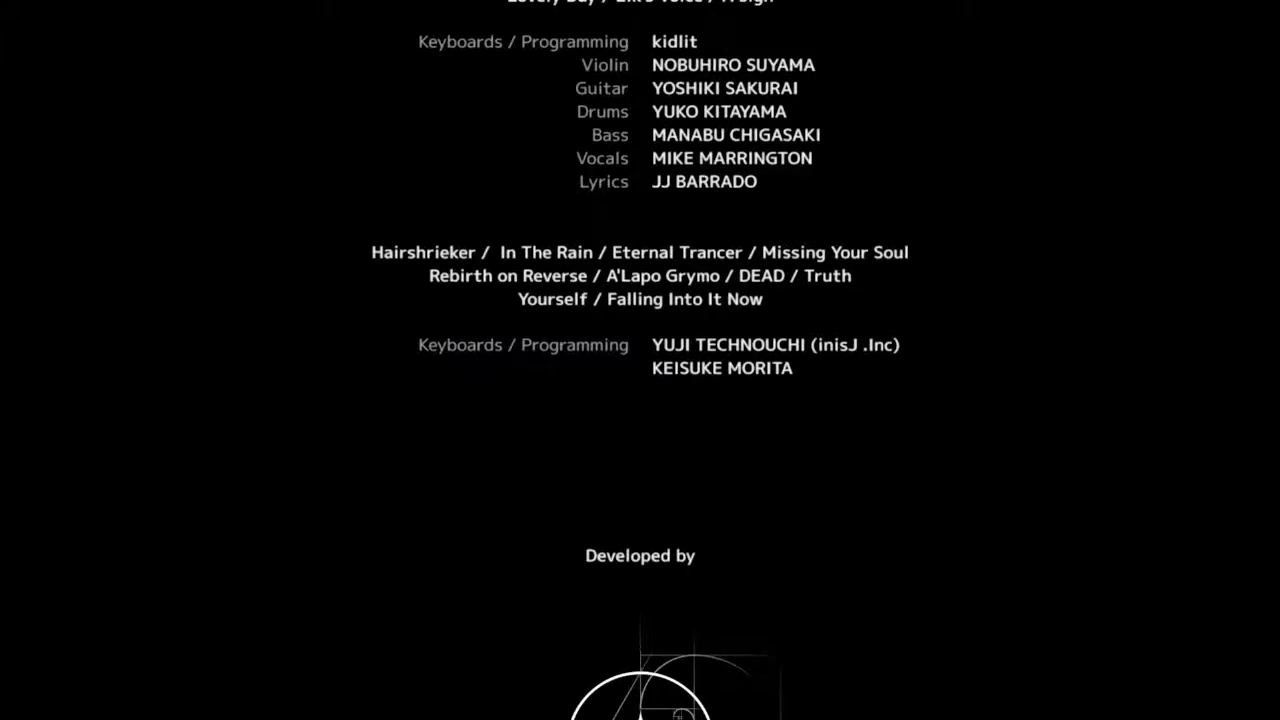 Keyboards / Programming kidlit
Violin NOBUHIRO SUYAMA
Guitar YOSHIKI SAKURAI
Drums YUKO KITAYAMA
Bass MANABU CHIGASAKI
Vocals MIKE MARRINGTON
Lyrics JJ BARRADO
Hairshrieker / In The Rain / Eternal Trancer / Missing Your Soul
Rebirth on Reverse / A'Lapo Grymo / DEAD / Truth
Yourself / Falling Into It Now
Keyboards / Programming YUJI TECHNOUCHI (inisJ .Inc)
KEISUKE MORITA
Developed by